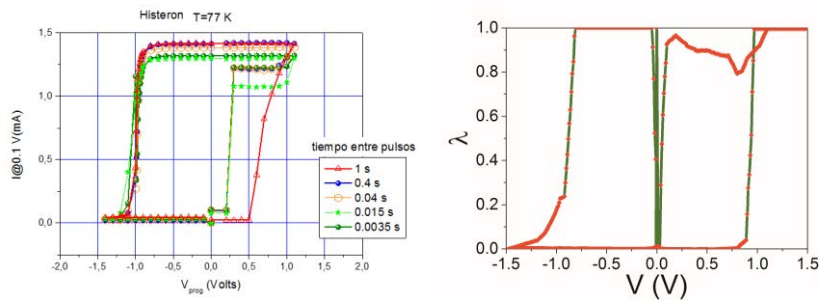 Histeron T=77 K
1,5
1,0
0,5
0,0
I@0.1 V(mA)
-2,0 -1,5 -1,0 -0,5 0,0 0,5 1,0 1,5 2,0
V prog (Volts)
tiempo entre pulsos
1 s
0.4 s
0.04 s
0.015 s
0.0035 s
1.0
0.8
0.6
0.4
0.2
0.0
λ
-1.5 -1.0 -0.5 0.0 0.5 1.0 1.5
V (V)